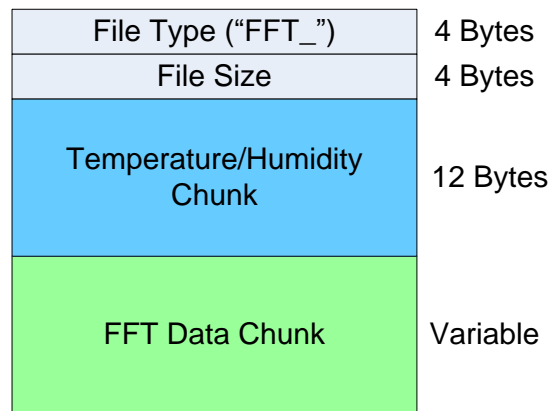 File Type (“FFT_”) 4 Bytes
File Size 4 Bytes
Temperature/Humidity
Chunk
12 Bytes
FFT Data Chunk Variable